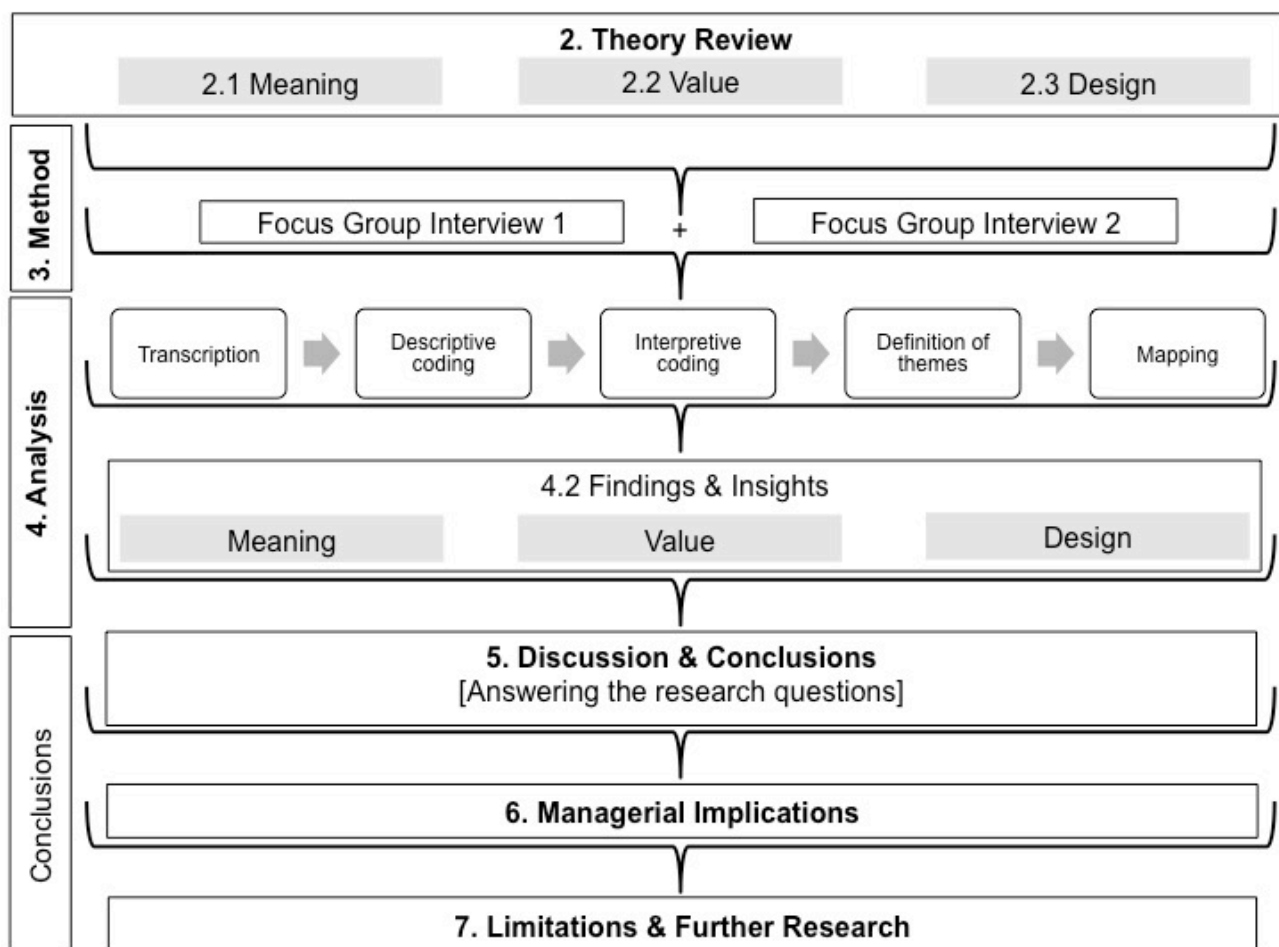 2. Theory Review
2.1 Meaning
2.2 Value
2.3 Design
3. Method
Focus Group Interview 1
+
Focus Group Interview 2
4. Analysis
Transcription
Descriptive
coding
Interpretive
coding
Definition of
themes
Mapping
4.2 Findings & Insights
Meaning
Value
Design
Conclusions
5. Discussion & Conclusions
[Answering the research questions]
6. Managerial Implications
7. Limitations & Further Research